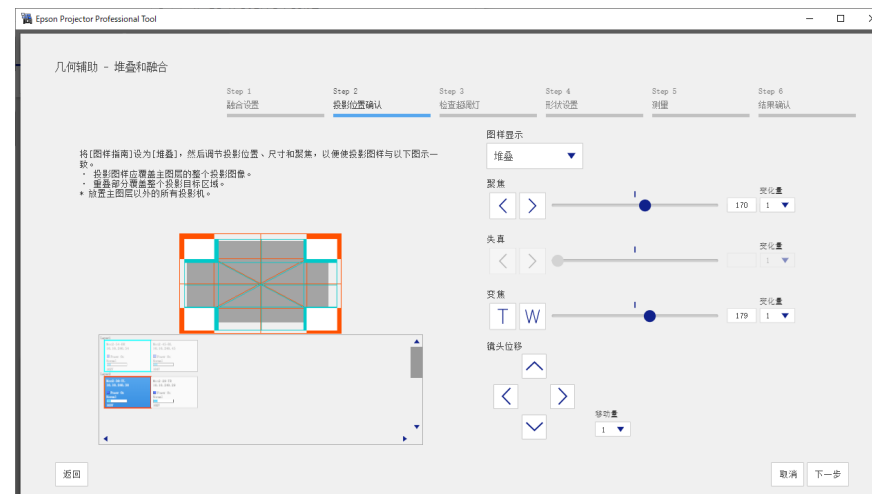 Epson Projector Professional Tool
几何辅助 - 堆叠和融合
Step 1
融合设置
Step 2
投影位置确认
Step 3
检查超周灯
Step 4
形状设置
Step 5
测量
Step 6
结果确认
将[图样指南]设为[堆叠], 然后调节投影位置、尺寸和聚焦, 以便使投影图样与以下图示一
致。
· 投影图样应覆盖主图层的整个投影图像。
· 重叠部分覆盖整个投影目标区域。
* 放置主图层以外的所有投影机。
图样显示
堆叠
聚焦
170
变化量
1
失真
变化量
1
变焦
T W
179
变化量
1
镜头位移
移动量
1
返回
取消
下一步